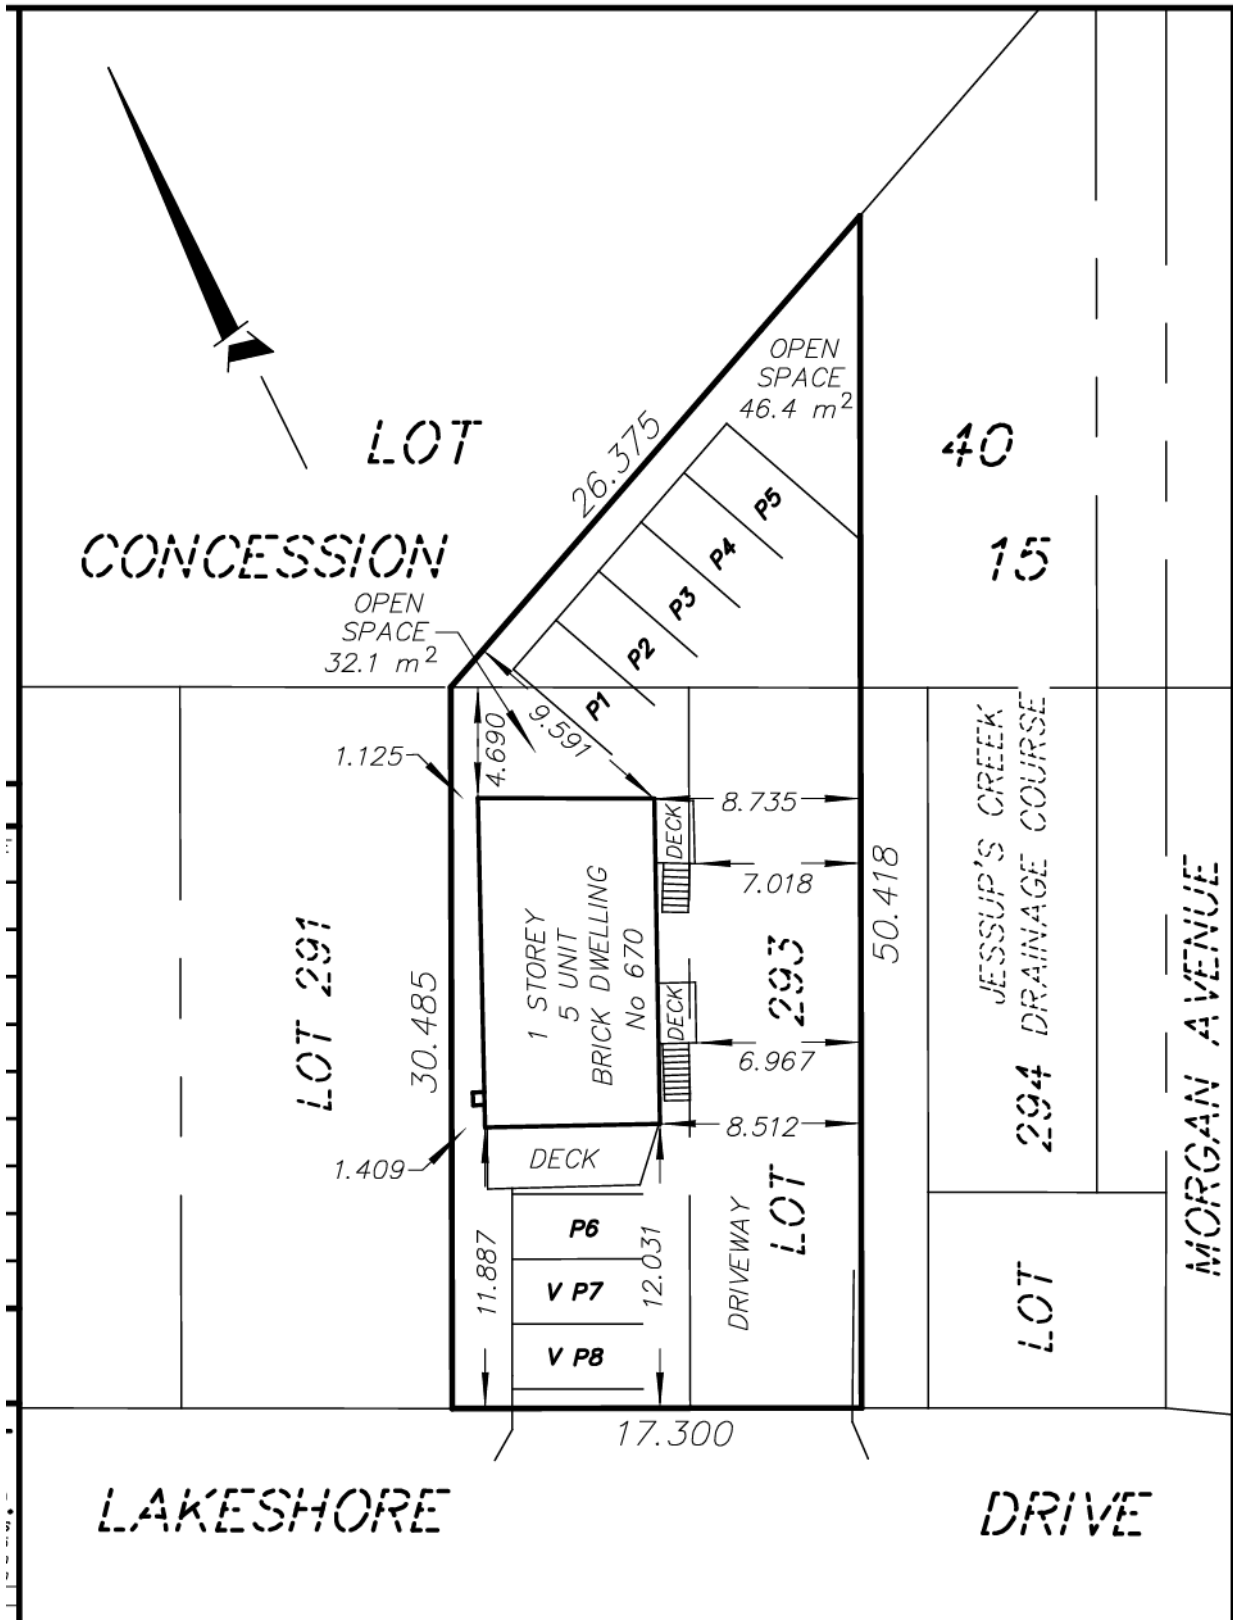 OPEN
SPACE
46.4 m²
LOT
40
26.375
CONCESSION
15
P5
P4
P3
P2
P1
OPEN
SPACE
32.1 m²
9.591
4.690
1.125
8.735
DECK
7.018
JESSUP'S CREEK
DRAINAGE COURSE
50.418
MORGAN AVENUE
1 STOREY
5 UNIT
BRICK DWELLING
No 670
LOT 291
30.485
LOT 293
DECK
6.967
8.512
LOT 294
1.409
DECK
P6
V P7
V P8
11.887
12.031
DRIVEWAY
17.300
LAKESHORE DRIVE